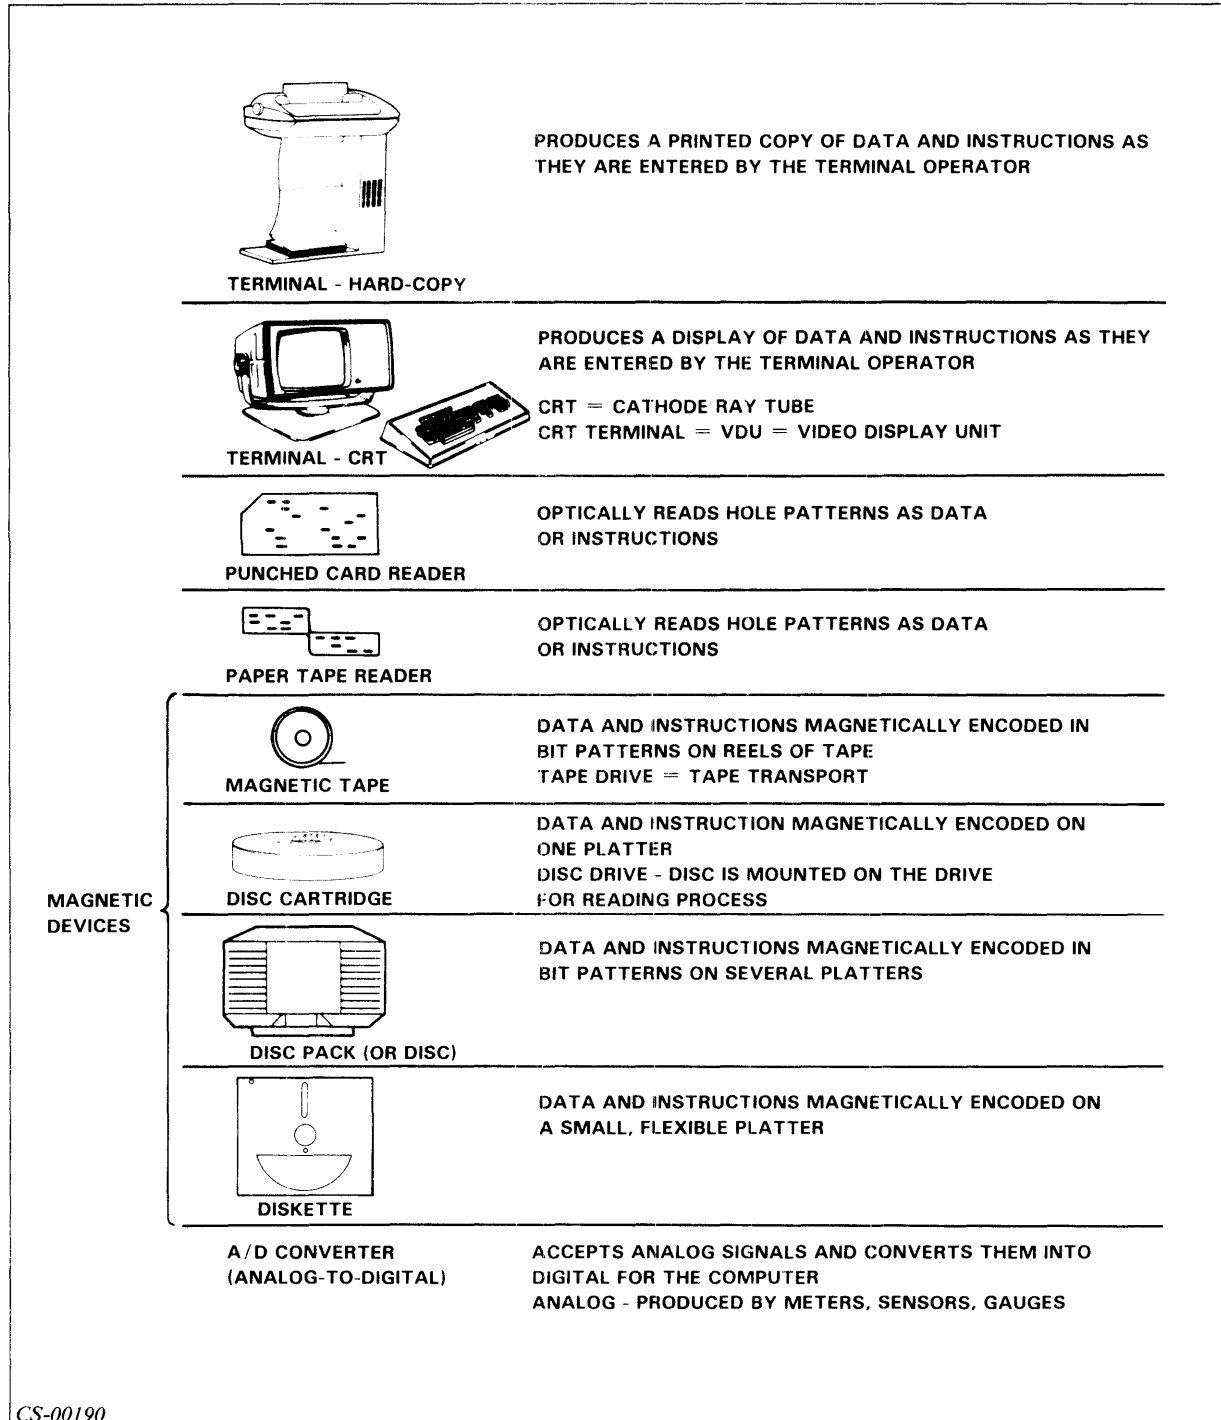 PRODUCES A PRINTED COPY OF DATA AND INSTRUCTIONS AS
THEY ARE ENTERED BY THE TERMINAL OPERATOR
TERMINAL - HARD-COPY
PRODUCES A DISPLAY OF DATA AND INSTRUCTIONS AS THEY
ARE ENTERED BY THE TERMINAL OPERATOR
CRT = CATHODE RAY TUBE
CRT TERMINAL = VDU = VIDEO DISPLAY UNIT
TERMINAL - CRT
OPTICALLY READS HOLE PATTERNS AS DATA
OR INSTRUCTIONS
PUNCHED CARD READER
OPTICALLY READS HOLE PATTERNS AS DATA
OR INSTRUCTIONS
PAPER TAPE READER
MAGNETIC
DEVICES
DATA AND INSTRUCTIONS MAGNETICALLY ENCODED IN
BIT PATTERNS ON REELS OF TAPE
TAPE DRIVE = TAPE TRANSPORT
MAGNETIC TAPE
DATA AND INSTRUCTION MAGNETICALLY ENCODED ON
ONE PLATTER
DISC DRIVE - DISC IS MOUNTED ON THE DRIVE
FOR READING PROCESS
DISC CARTRIDGE
DATA AND INSTRUCTIONS MAGNETICALLY ENCODED IN
BIT PATTERNS ON SEVERAL PLATTERS
DISC PACK (OR DISC)
DATA AND INSTRUCTIONS MAGNETICALLY ENCODED ON
A SMALL, FLEXIBLE PLATTER
DISKETTE
A/D CONVERTER
(ANALOG-TO-DIGITAL)
ACCEPTS ANALOG SIGNALS AND CONVERTS THEM INTO
DIGITAL FOR THE COMPUTER
ANALOG - PRODUCED BY METERS, SENSORS, GAUGES
CS-00190